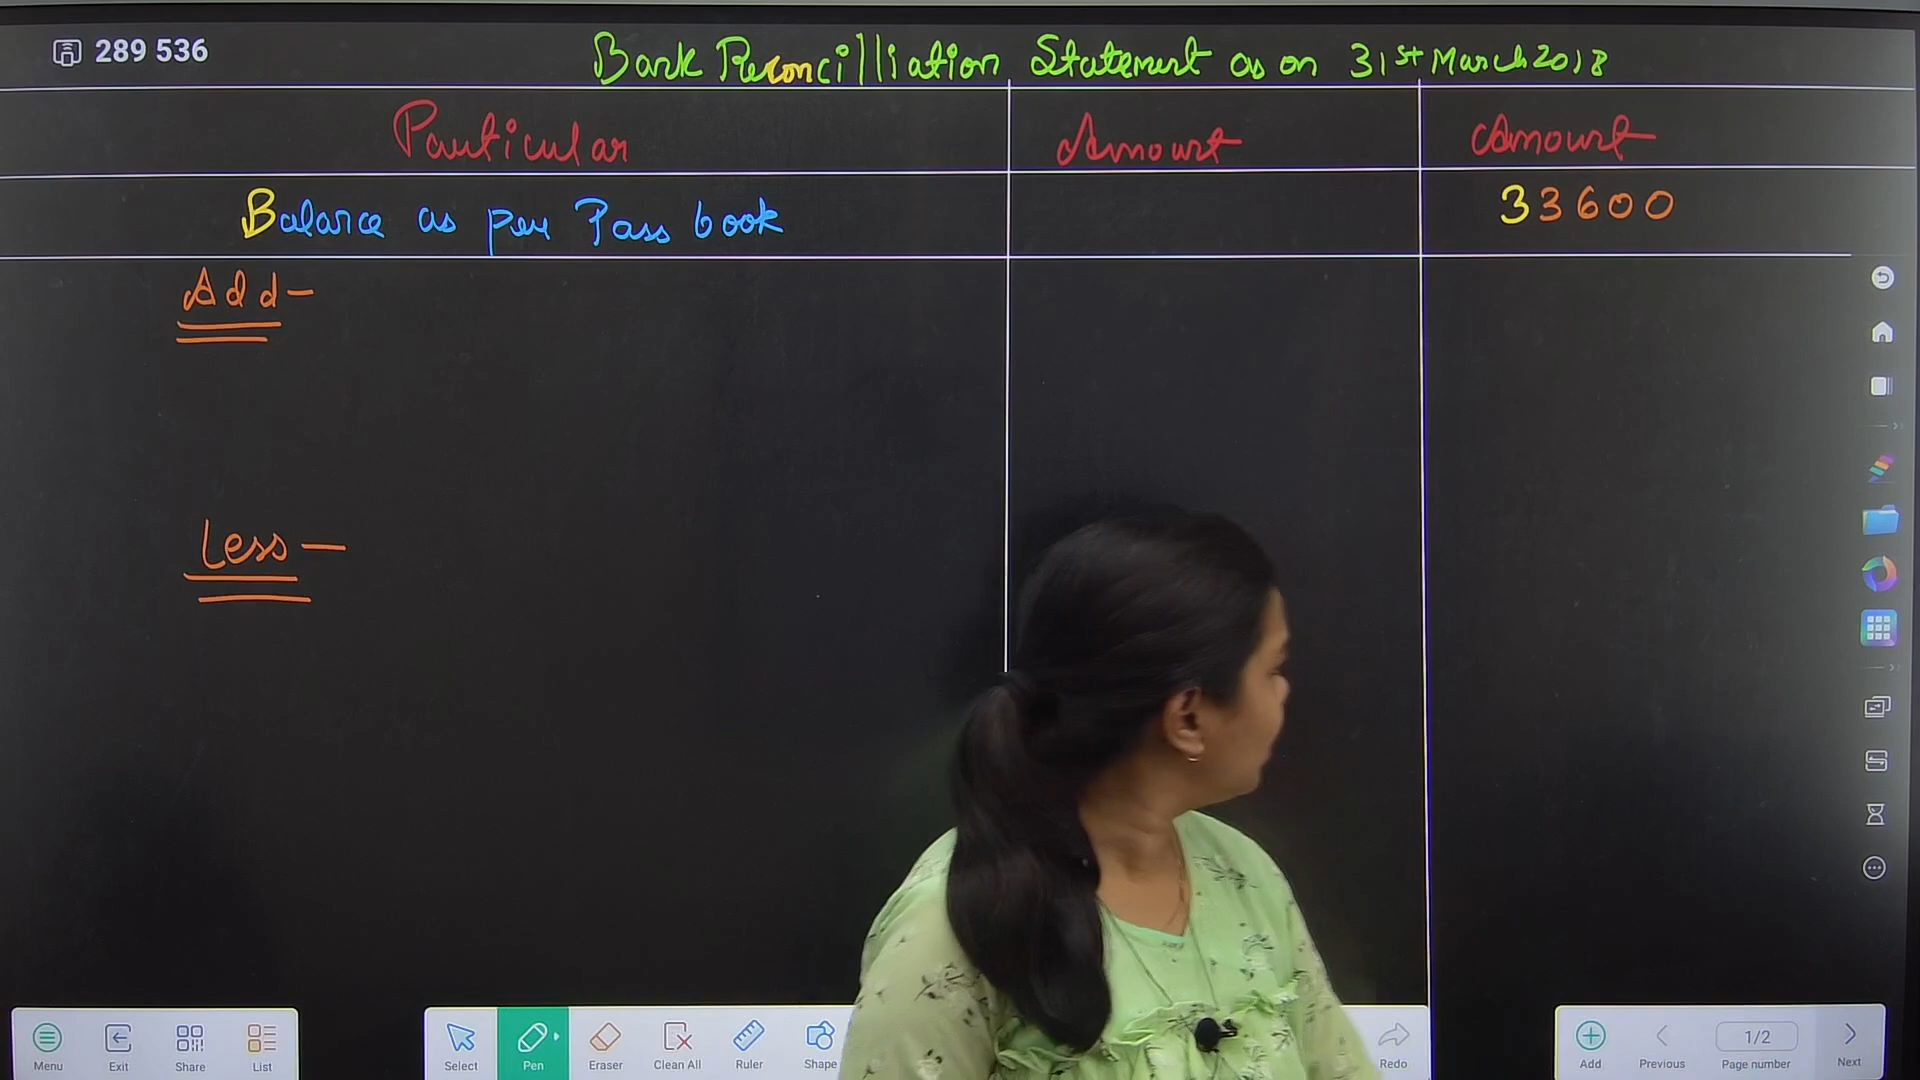 289 536
Bank Reconcilliation Statement as on 31st March 2018
Particular Amount Amount
Balance as per Pass book 33600
Add-
Less-
Menu Exit Share List Select Pen Eraser Clean All Ruler Shape Redo Add Previous 1/2 Page number Next